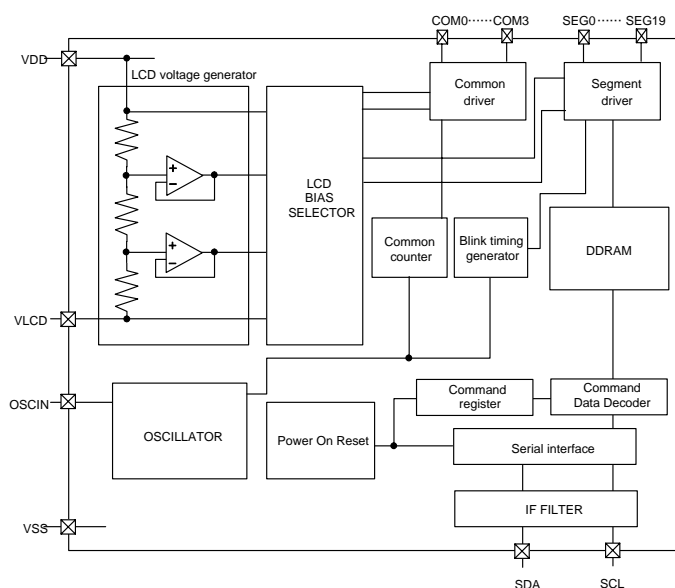 COM0······COM3
SEG0······ SEG19
VDD
LCD voltage generator
Common
driver
Segment
driver
LCD
BIAS
SELECTOR
Common
counter
Blink timing
generator
DDRAM
VLCD
OSCIN
OSCILLATOR
Power On Reset
Command
register
Command
Data Decoder
Serial interface
IF FILTER
VSS
SDA
SCL